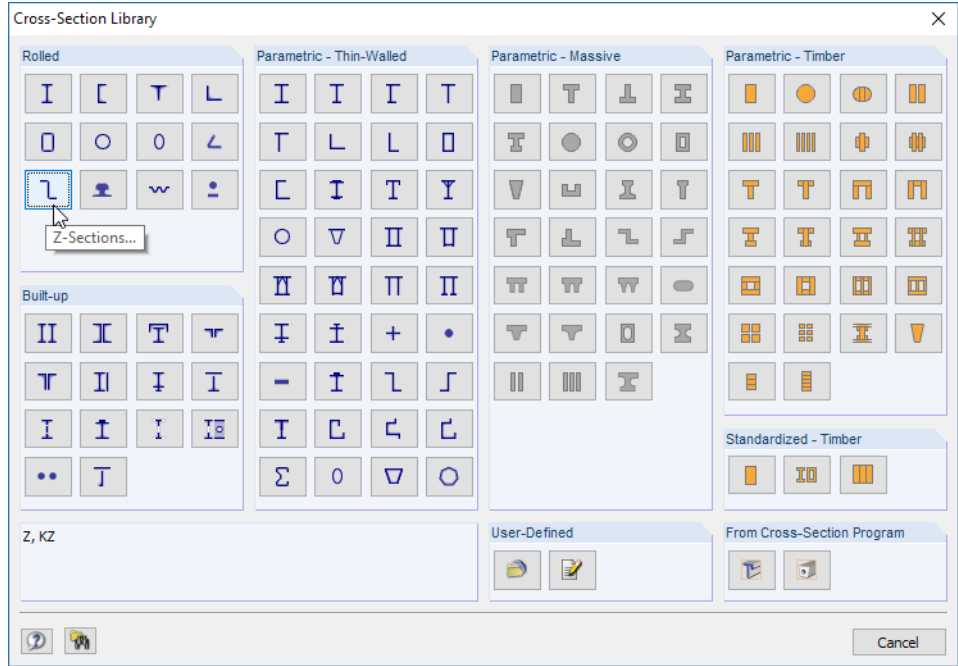 Cross-Section Library
Rolled
Parametric - Thin-Walled
Parametric - Massive
Parametric - Timber
Z-Sections...
Built-up
Standardized - Timber
Z, KZ
User-Defined
From Cross-Section Program
Cancel